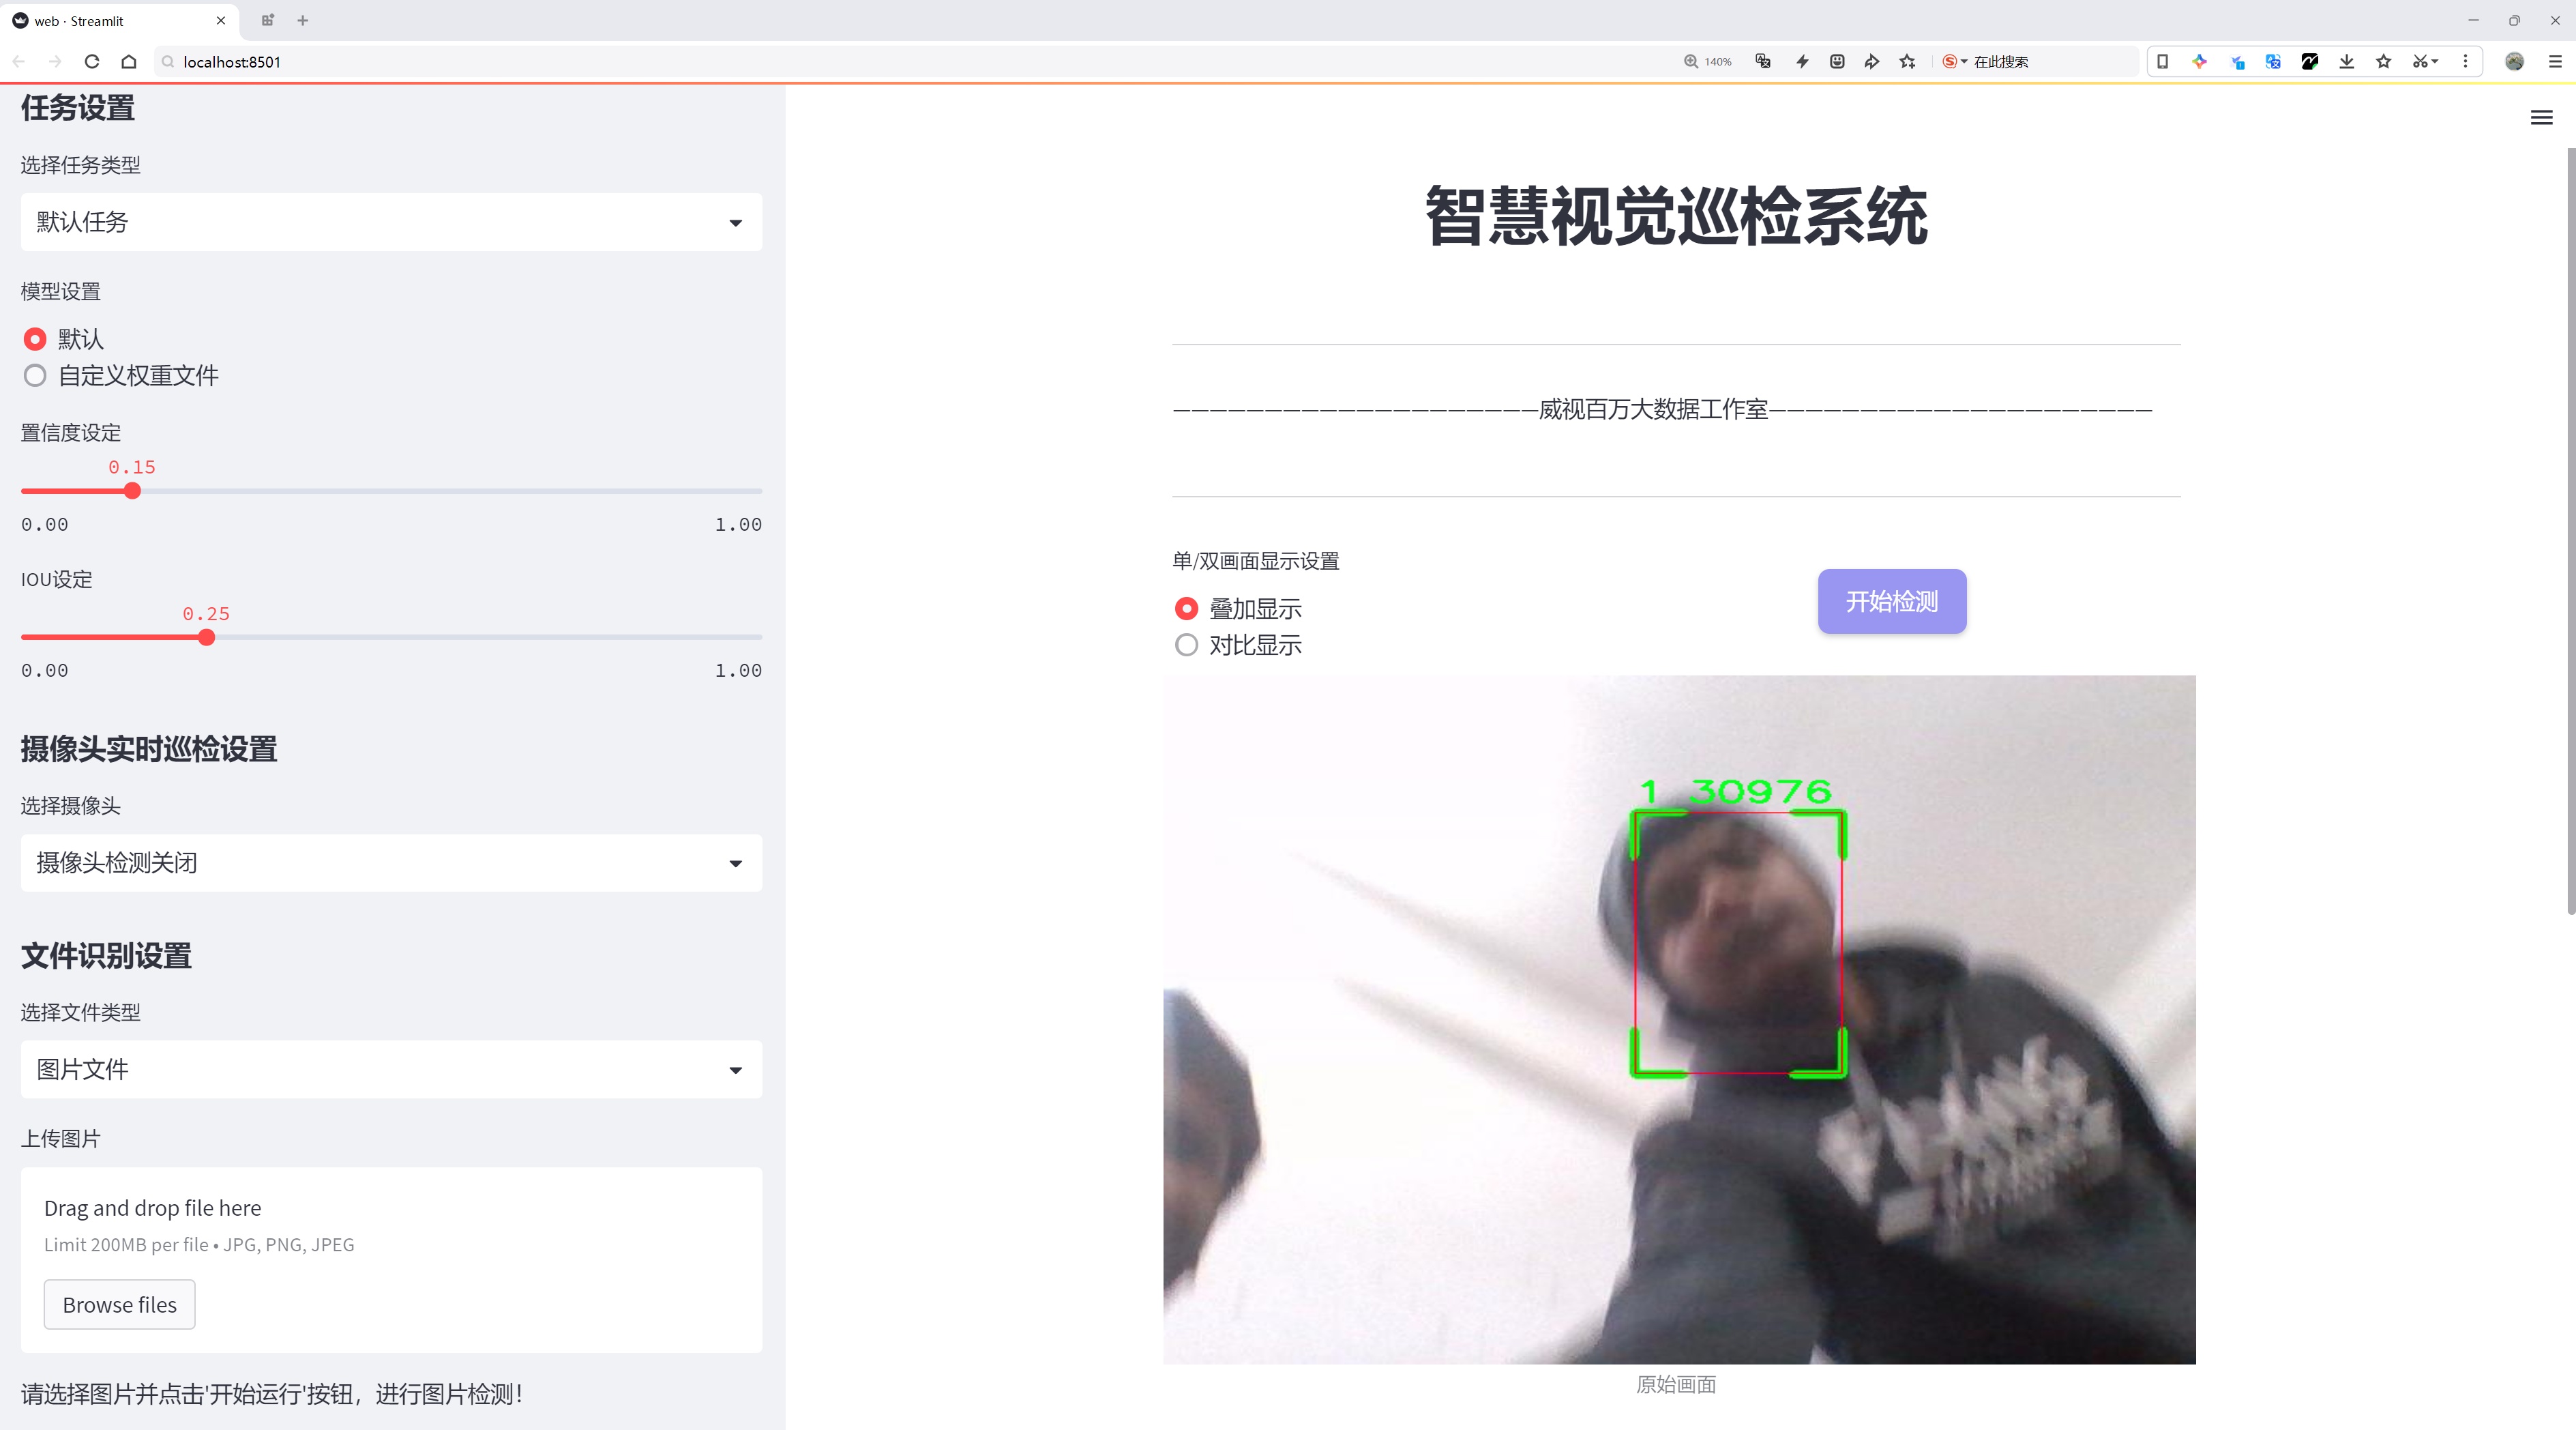 web · Streamlit
localhost:8501
140%
在此搜索
任务设置
选择任务类型
默认任务
模型设置
默认
自定义权重文件
置信度设定
0.15
0.00 1.00
IOU设定
0.25
0.00 1.00
摄像头实时巡检设置
选择摄像头
摄像头检测关闭
文件识别设置
选择文件类型
图片文件
上传图片
Drag and drop file here
Limit 200MB per file • JPG, PNG, JPEG
Browse files
请选择图片并点击'开始运行'按钮，进行图片检测！
智慧视觉巡检系统
————————————————————威视百万大数据工作室—————————————————————
单/双画面显示设置
叠加显示
对比显示
开始检测
1 30976
原始画面